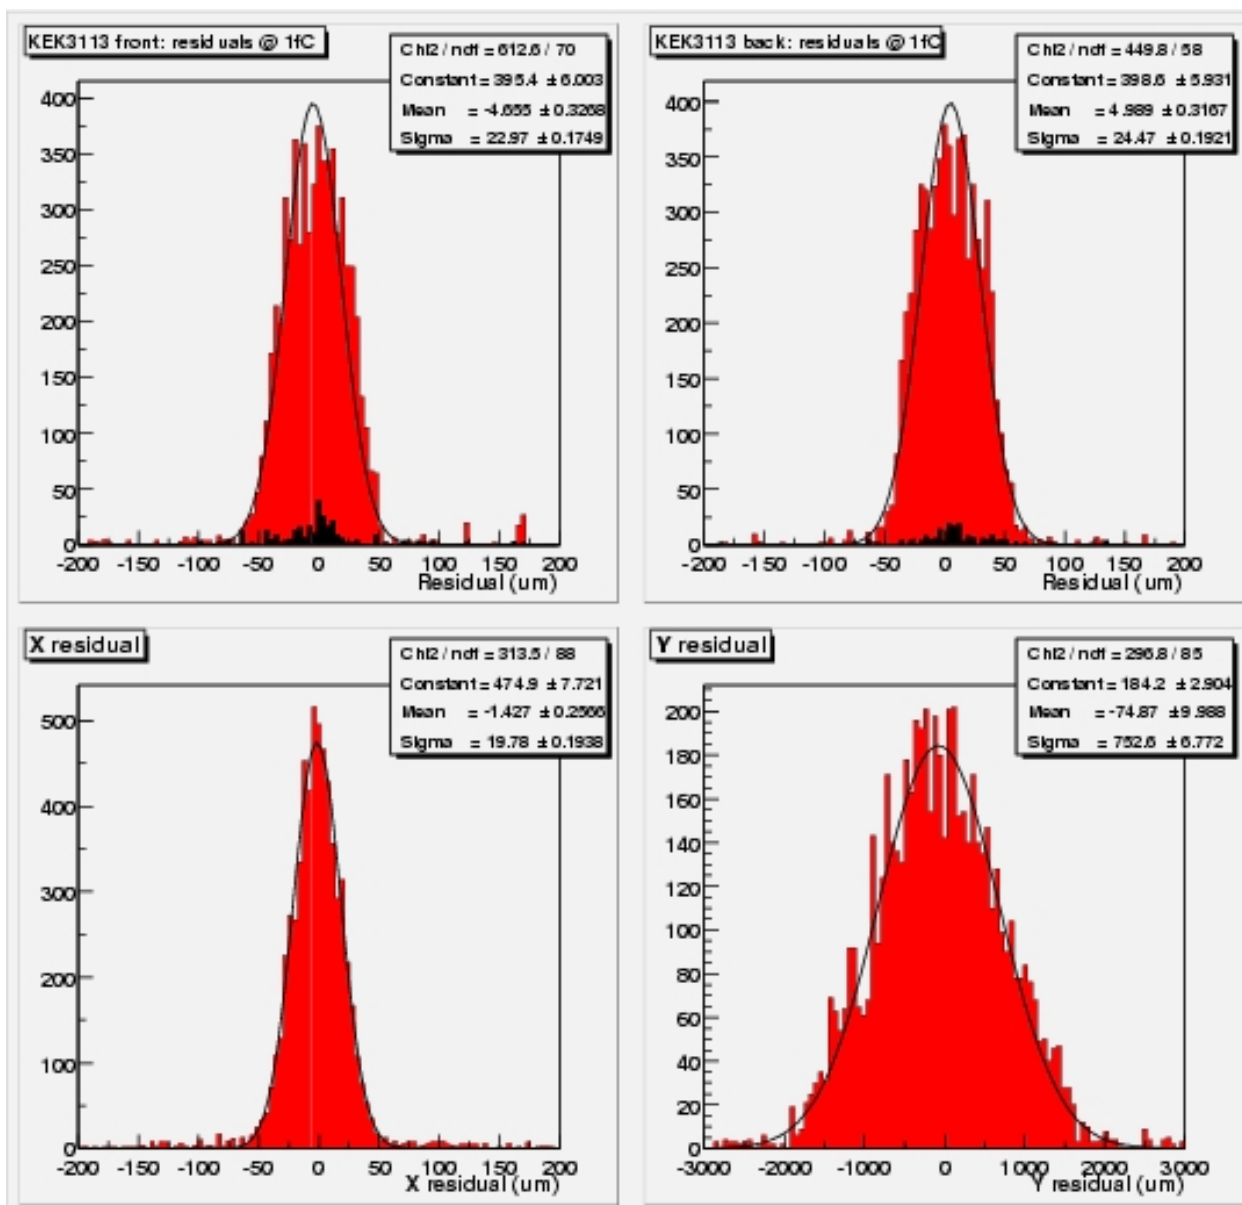 KEK3113 front: residuals @ 1fC
Chi2 / ndf = 612.6 / 70
Constant = 395.4 ± 6.003
Mean = -4.655 ± 0.3268
Sigma = 22.97 ± 0.1749
400
350
300
250
200
150
100
50
0
-200 -150 -100 -50 0 50 100 150 200
Residual (um)
KEK3113 back: residuals @ 1fC
Chi2 / ndf = 449.8 / 58
Constant = 398.6 ± 5.931
Mean = 4.989 ± 0.3167
Sigma = 24.47 ± 0.1921
400
350
300
250
200
150
100
50
0
-200 -150 -100 -50 0 50 100 150 200
Residual (um)
X residual
Chi2 / ndf = 313.5 / 88
Constant = 474.9 ± 7.721
Mean = -1.427 ± 0.2566
Sigma = 19.78 ± 0.1938
500
400
300
200
100
0
-200 -150 -100 -50 0 50 100 150 200
X residual (um)
Y residual
Chi2 / ndf = 296.8 / 85
Constant = 184.2 ± 2.904
Mean = -74.87 ± 9.988
Sigma = 752.6 ± 6.772
200
180
160
140
120
100
80
60
40
20
0
-3000 -2000 -1000 0 1000 2000 3000
Y residual (um)